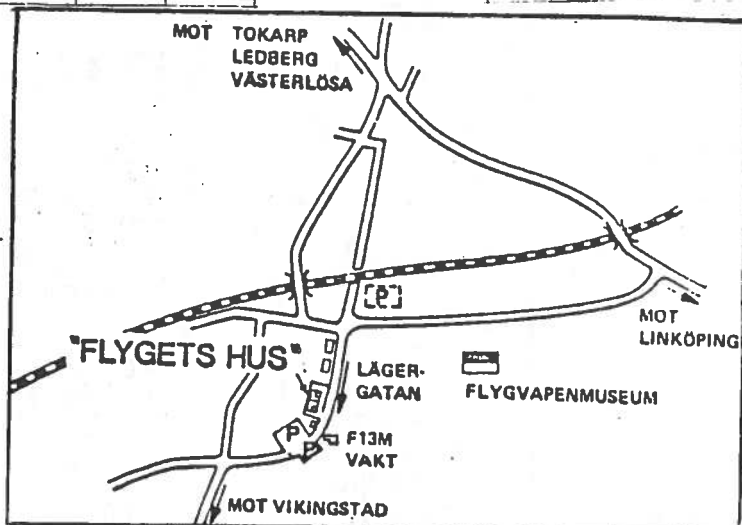 MOT TOKARP
LEDBERG
VÄSTERLÖSA
P
MOT
LINKÖPING
"FLYGETS HUS"
LÄGER-
GATAN
FLYGVAPENMUSEUM
P
P
F13M
VAKT
MOT VIKINGSTAD